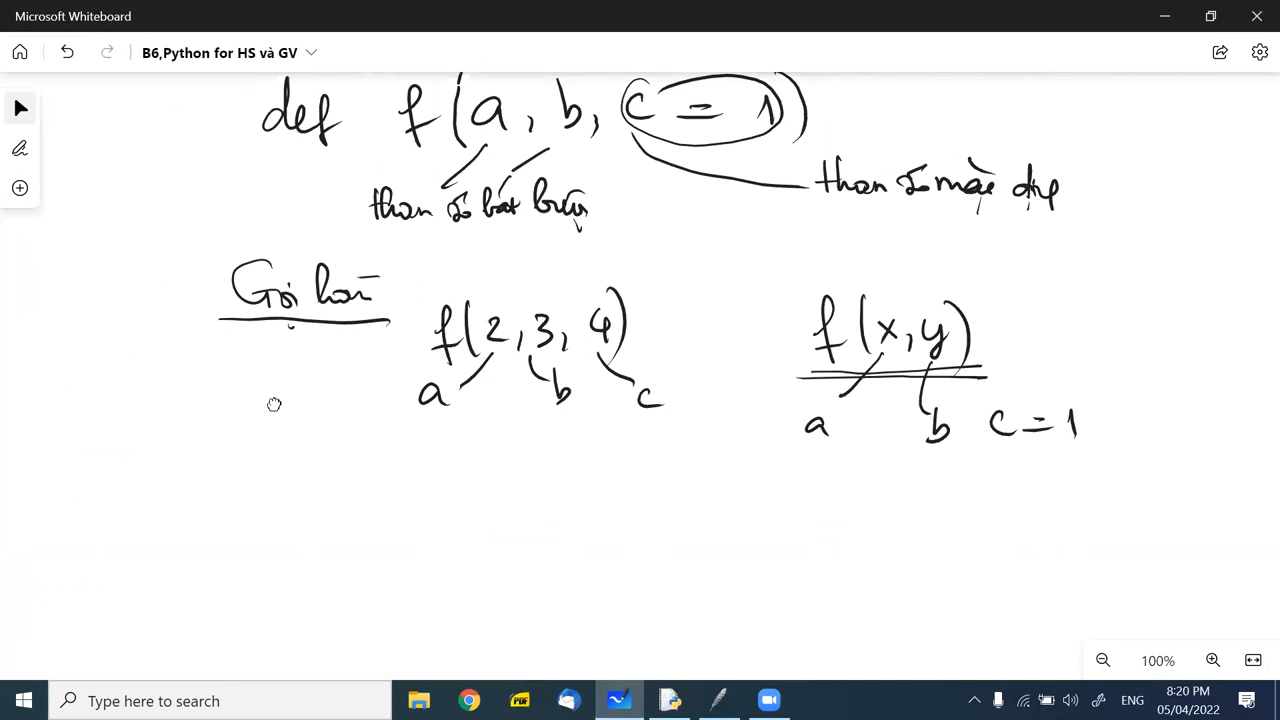 Microsoft Whiteboard
B6,Python for HS và GV
def f(a, b, c = 1)
tham số bắt buộc
tham số mặc định
Gọi hàm
f(2, 3, 4)
f(x, y)
a b c
a b c = 1
100%
Type here to search
PDF
ENG
8:20 PM
05/04/2022